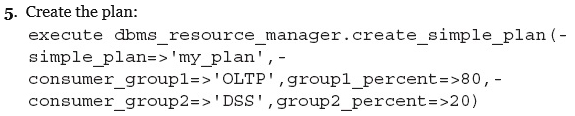 5. Create the plan:
execute dbms_resource_manager.create_simple_plan(-
simple_plan=>'my_plan',-
consumer_group1=>'OLTP',group1_percent=>80,-
consumer_group2=>'DSS',group2_percent=>20)